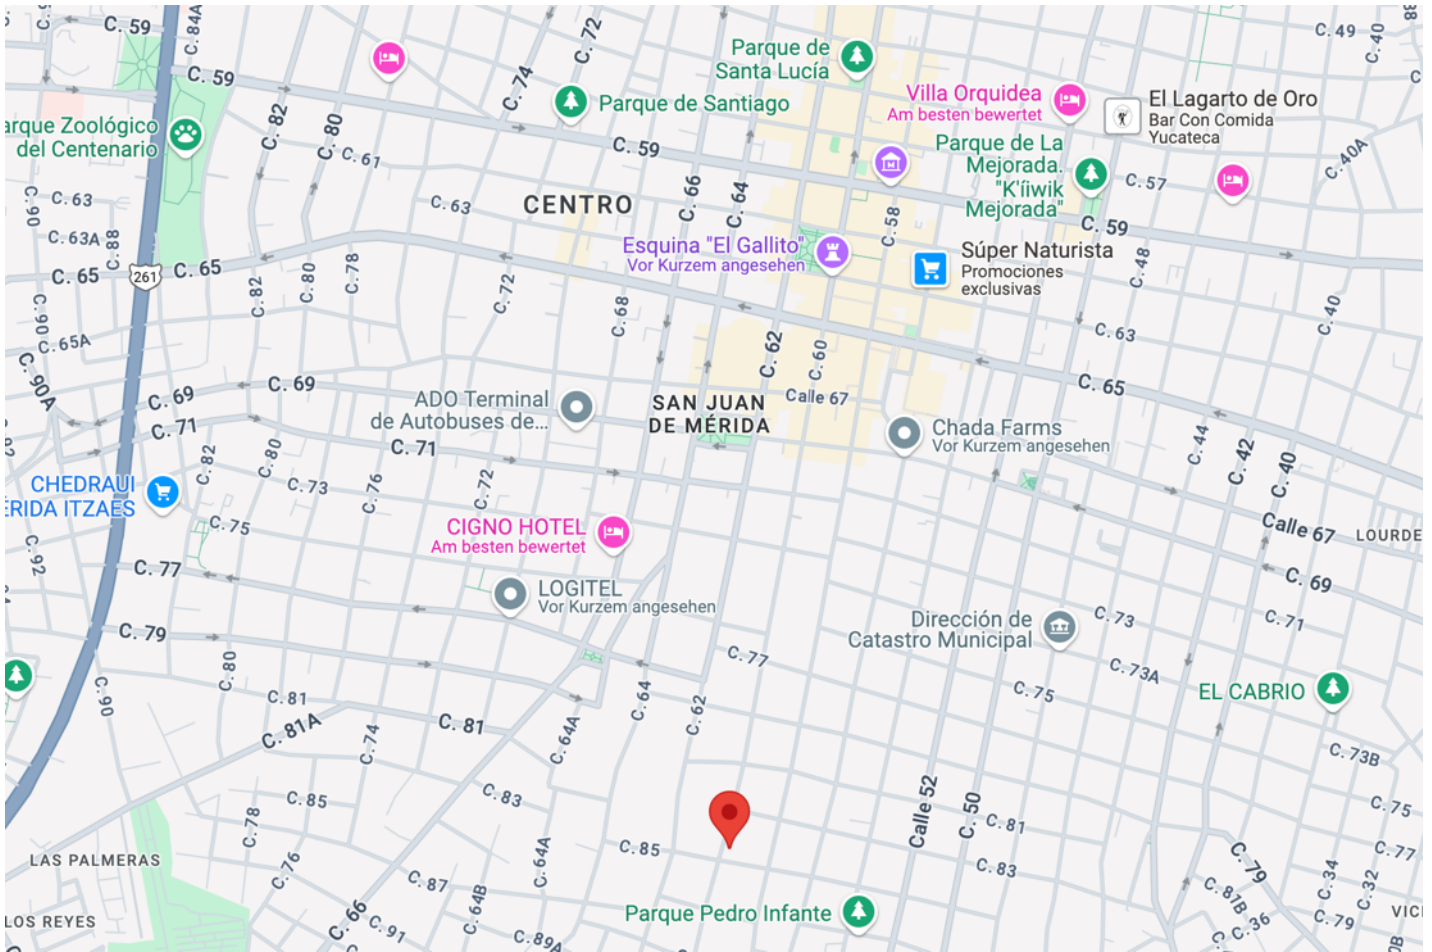 C. 59
C. 84A
C. 72
C. 49
C. 40
C. 59
C. 74
Parque de
Santa Lucía
Parque de Santiago
Villa Orquidea
Am besten bewertet
El Lagarto de Oro
Bar Con Comida
Yucateca
arque Zoológico
del Centenario
C. 82
C. 80
C. 61
C. 59
Parque de La
Mejorada.
"K'íiwik
Mejorada"
C. 57
C. 40A
C. 90
C. 63
C. 63A
C. 88
C. 63
CENTRO
C. 66
C. 64
C. 58
C. 59
C. 65
261
C. 65
C. 82
C. 80
C. 78
C. 72
C. 68
Esquina "El Gallito"
Vor Kurzem angesehen
Súper Naturista
Promociones
exclusivas
C. 48
C. 40
C. 90C
C. 65A
C. 90A
C. 62
C. 60
C. 63
C. 65
C. 69
C. 69
C. 71
ADO Terminal
de Autobuses de...
SAN JUAN
DE MÉRIDA
Calle 67
Chada Farms
Vor Kurzem angesehen
C. 44
C. 42
C. 40
C. 71
C. 82
C. 80
C. 73
C. 76
C. 72
CHEDRAUI
ÉRIDA ITZAES
C. 75
CIGNO HOTEL
Am besten bewertet
Calle 67
LOURDE
C. 92
C. 77
LOGITEL
Vor Kurzem angesehen
C. 69
C. 79
Dirección de
Catastro Municipal
C. 73
C. 71
C. 80
C. 77
C. 73A
C. 75
EL CABRIO
C. 90
C. 81
C. 81A
C. 74
C. 81
C. 64A
C. 64
C. 62
C. 73B
C. 85
C. 83
C. 78
Calle 52
C. 50
C. 81
C. 75
LAS PALMERAS
C. 76
C. 87
C. 64A
C. 85
C. 83
C. 79
C. 77
C. 34
C. 32
LOS REYES
C. 66
C. 64B
C. 91
C. 89A
Parque Pedro Infante
C. 81B
C. 36
C. 79
VICI